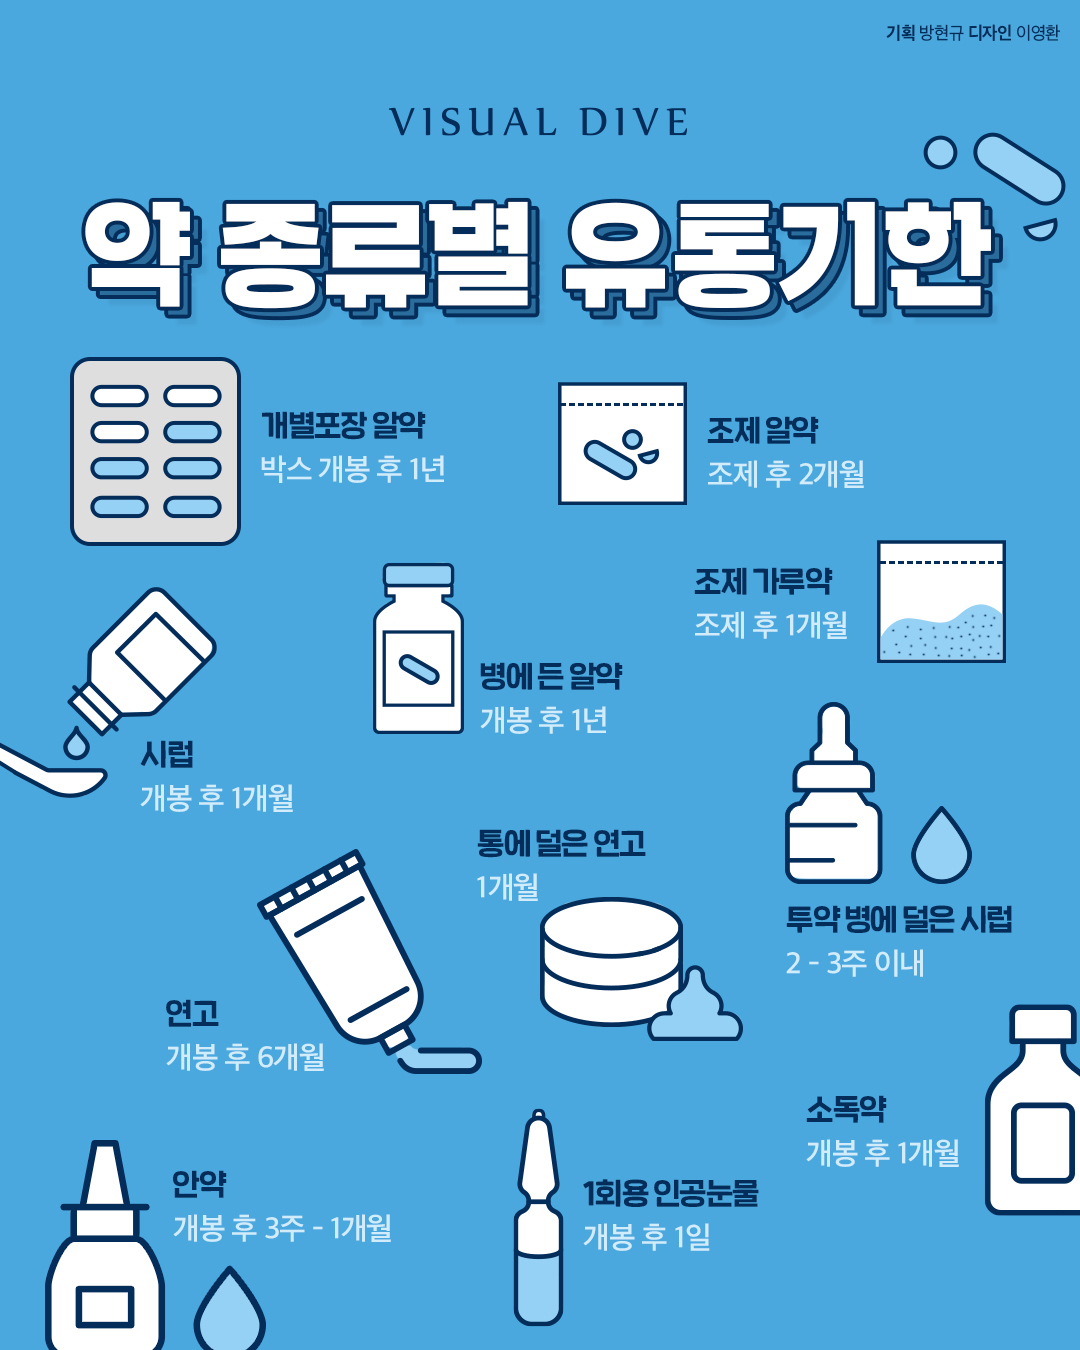 기획 방현규 디자인 이영환
VISUAL DIVE
약 종류별 유통기한
개별포장 알약
박스 개봉 후 1년
조제 알약
조제 후 2개월
조제 가루약
조제 후 1개월
병에 든 알약
개봉 후 1년
시럽
개봉 후 1개월
통에 덜은 연고
1개월
투약 병에 덜은 시럽
2 - 3주 이내
연고
개봉 후 6개월
소독약
개봉 후 1개월
안약
개봉 후 3주 - 1개월
1회용 인공눈물
개봉 후 1일